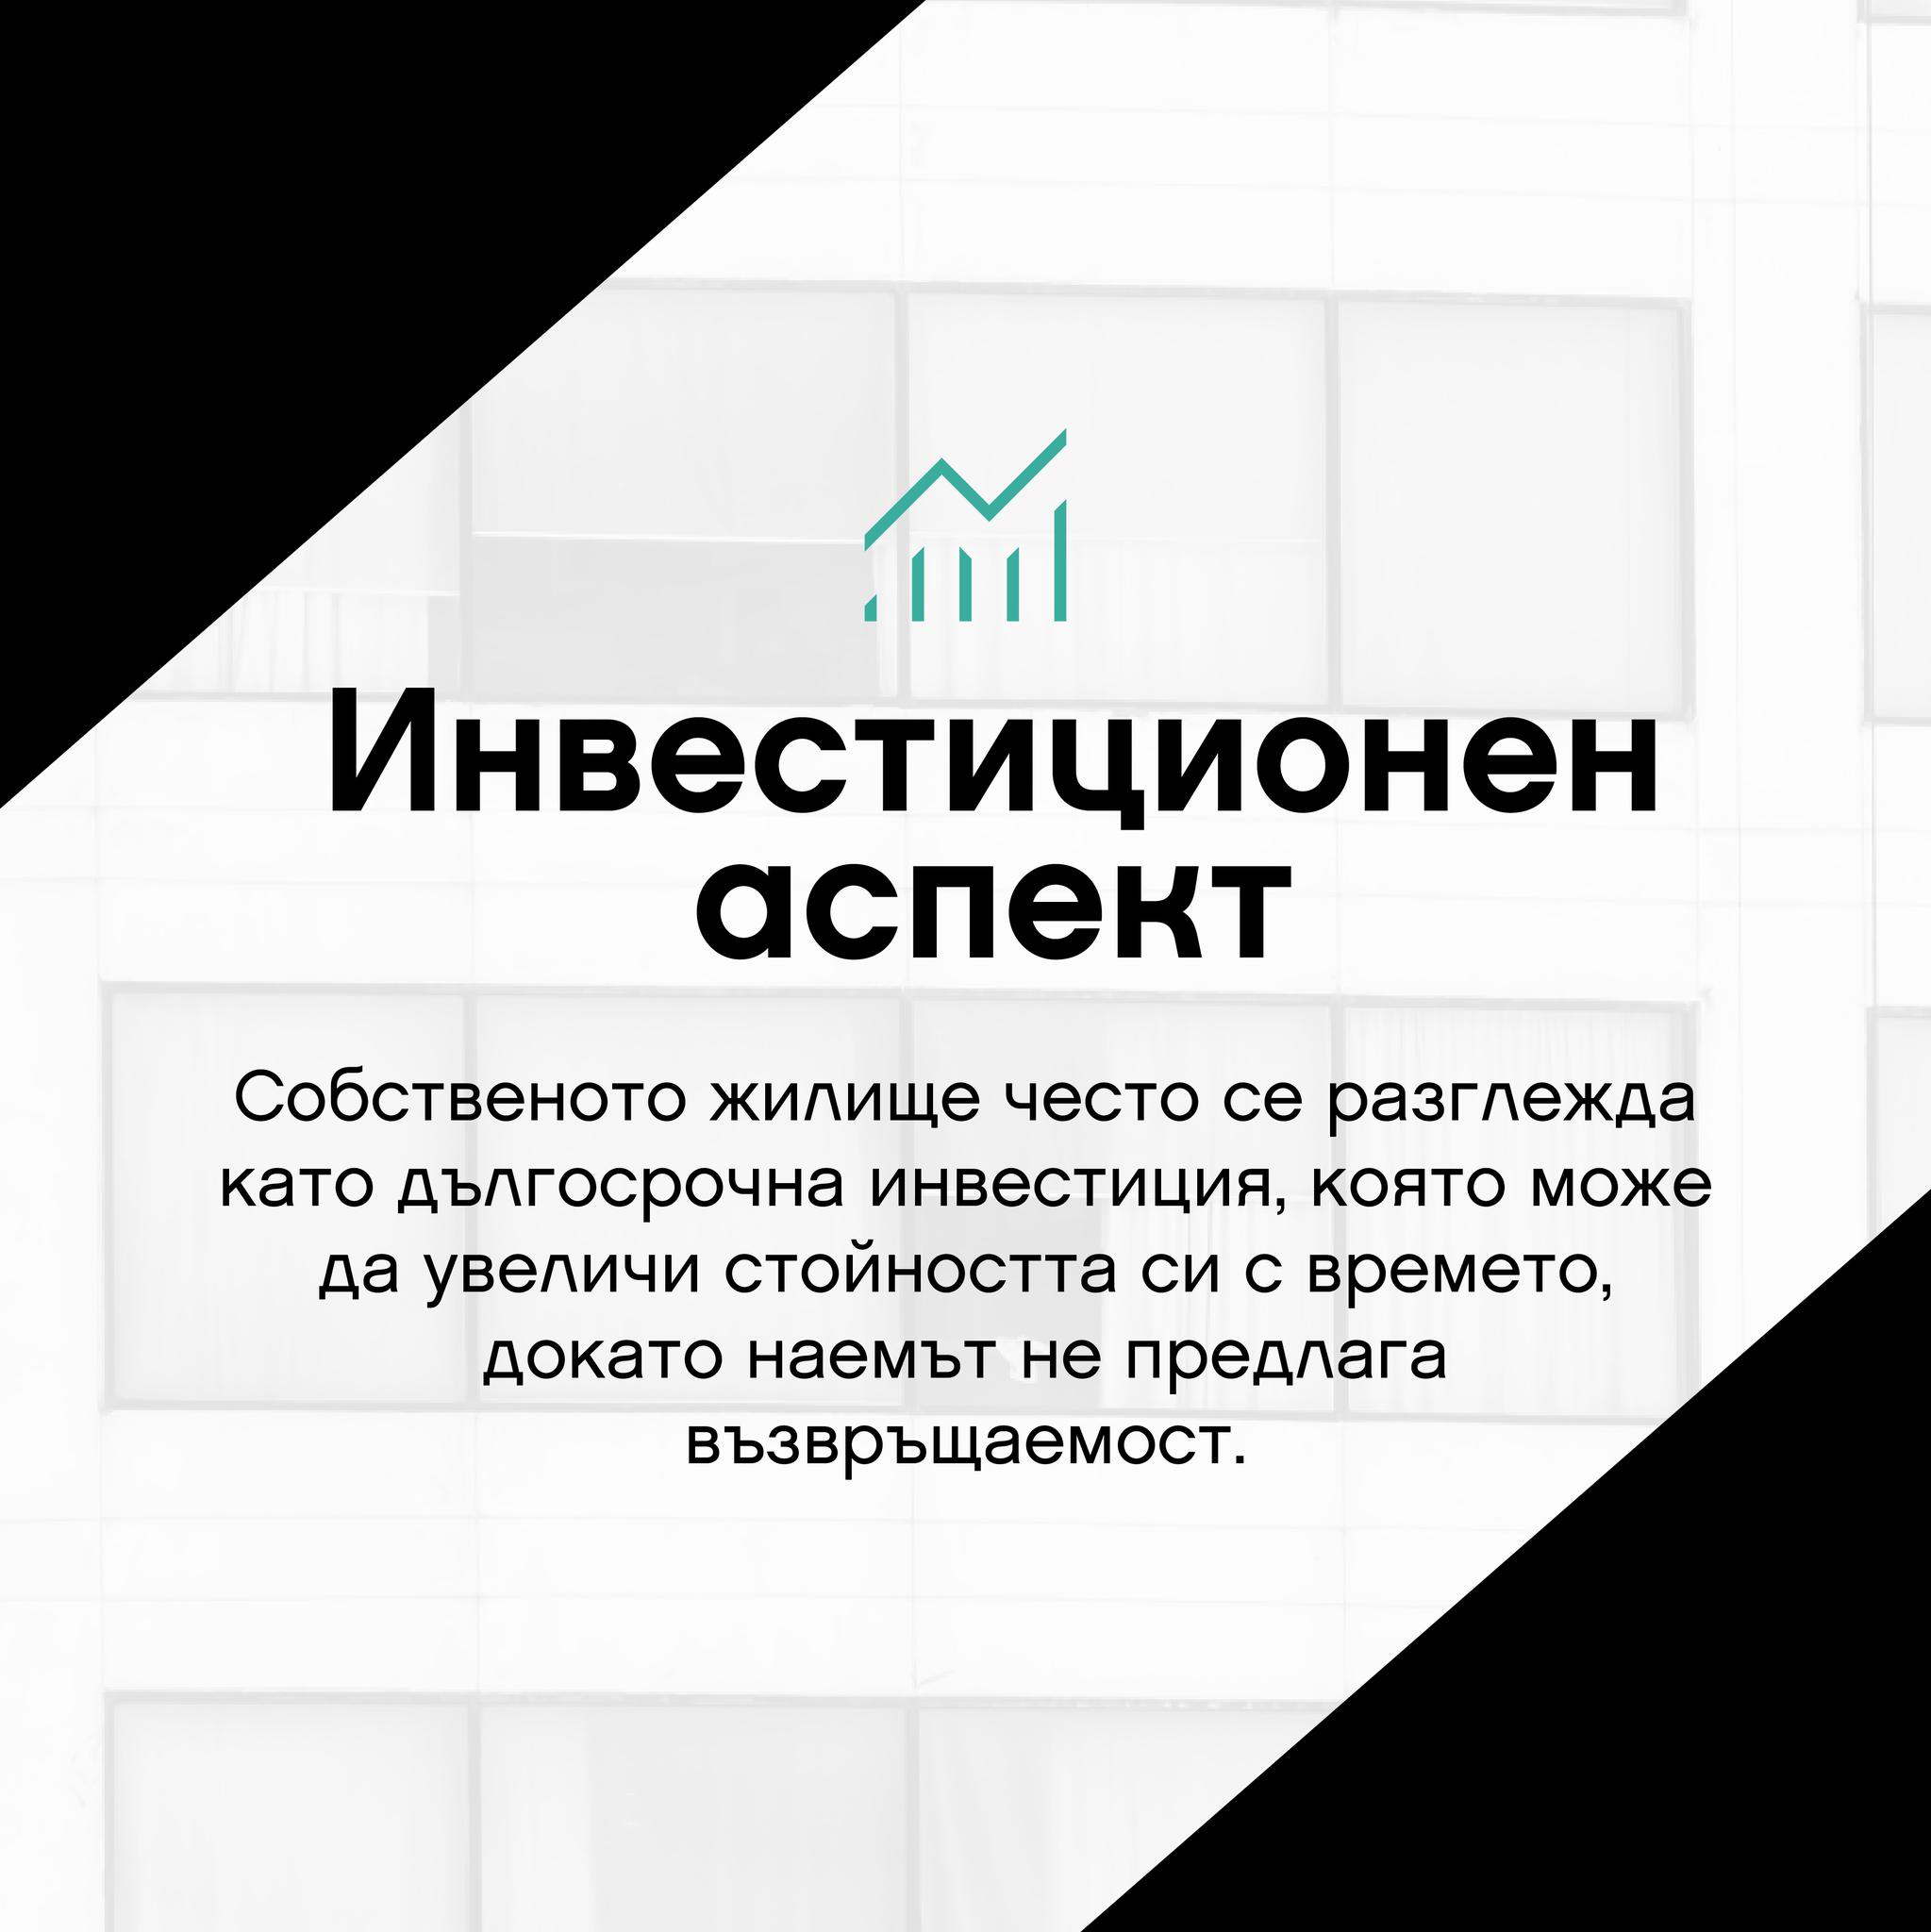 Инвестиционен
аспект
Собственото жилище често се разглежда
като дългосрочна инвестиция, която може
да увеличи стойността си с времето,
докато наемът не предлага
възвръщаемост.